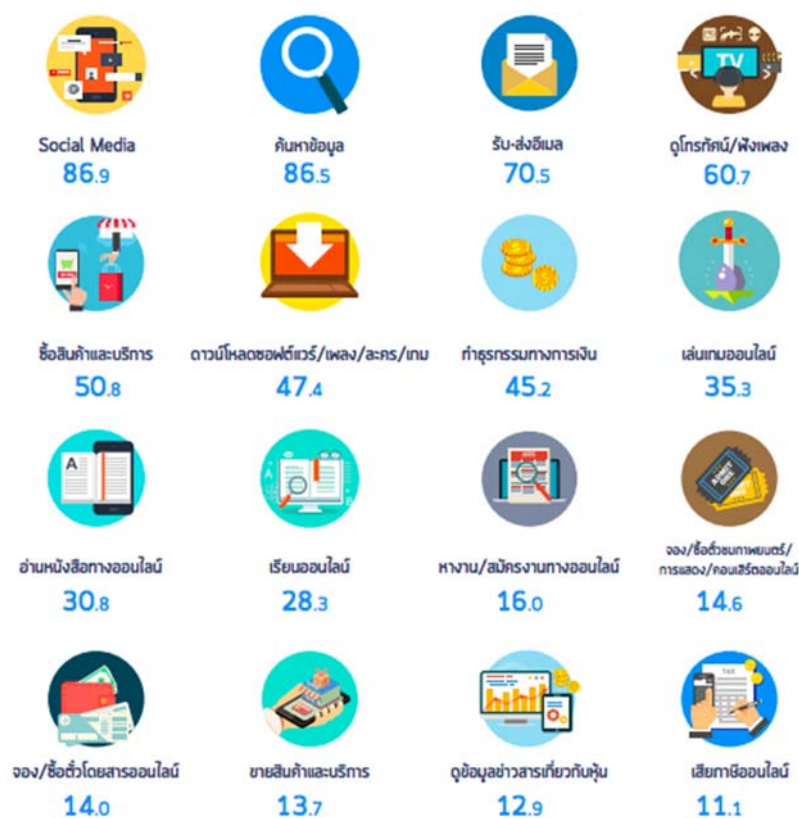 Social Media
86.9
ค้นหาข้อมูล
86.5
รับ-ส่งอีเมล
70.5
TV
ดูโทรทัศน์/ฟังเพลง
60.7
ซื้อสินค้าและบริการ
50.8
ดาวน์โหลดซอฟต์แวร์/เพลง/ละคร/เกม
47.4
ทำธุรกรรมทางการเงิน
45.2
เล่นเกมออนไลน์
35.3
A
อ่านหนังสือทางออนไลน์
30.8
A
เรียนออนไลน์
28.3
หางาน/สมัครงานทางออนไลน์
16.0
ADMIT
ONE
จอง/ซื้อตั๋วชมภาพยนตร์/
การแสดง/คอนเสิร์ตออนไลน์
14.6
จอง/ซื้อตั๋วโดยสารออนไลน์
14.0
ขายสินค้าและบริการ
13.7
ดูข้อมูลข่าวสารเกี่ยวกับหุ้น
12.9
TAX
เสียภาษีออนไลน์
11.1